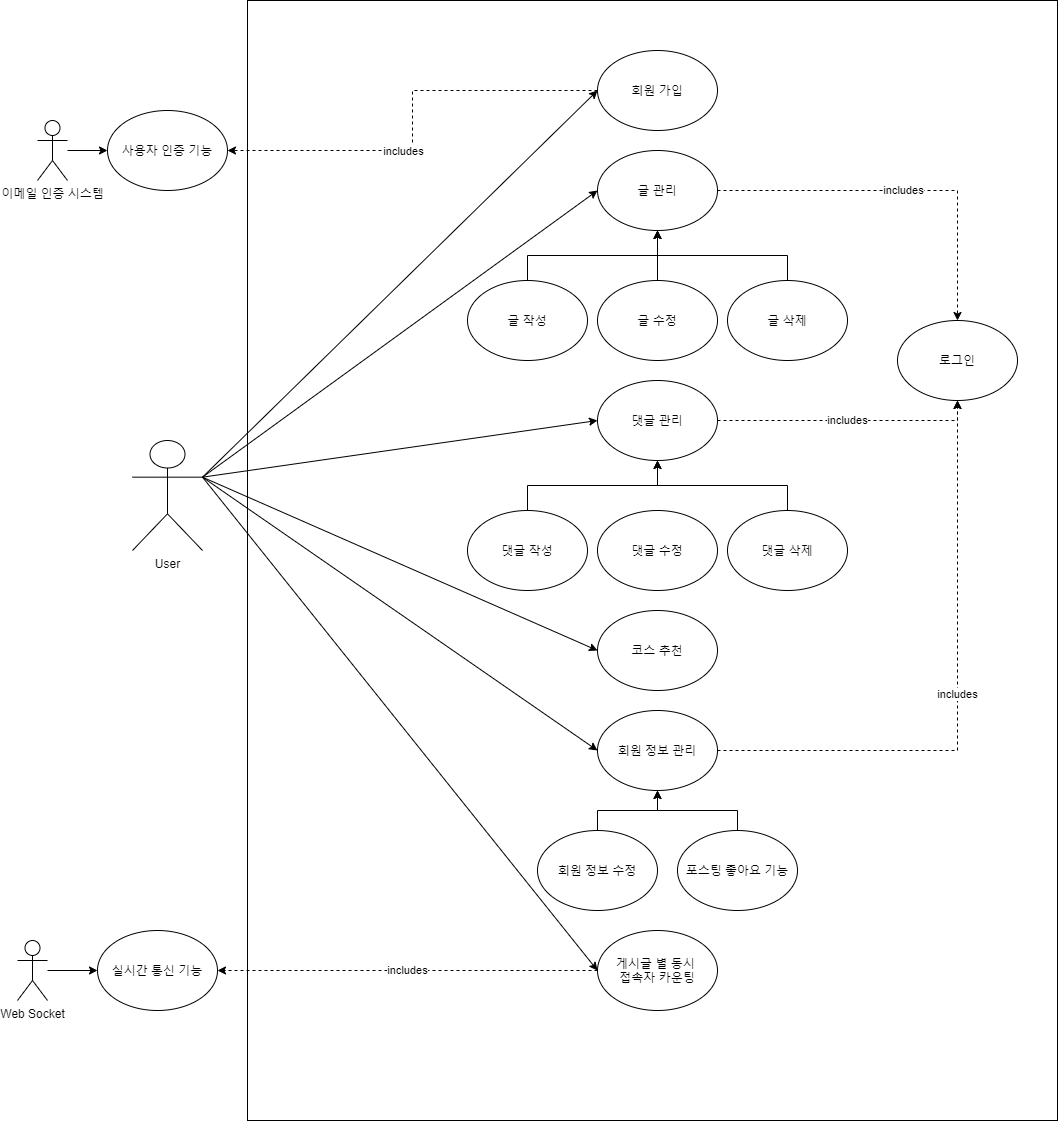 회원 가입
사용자 인증 기능
includes
이메일 인증 시스템
글 관리
includes
글 작성
글 수정
글 삭제
로그인
댓글 관리
includes
User
댓글 작성
댓글 수정
댓글 삭제
코스 추천
includes
회원 정보 관리
회원 정보 수정
포스팅 좋아요 기능
실시간 통신 기능
includes
게시글 별 동시
접속자 카운팅
Web Socket